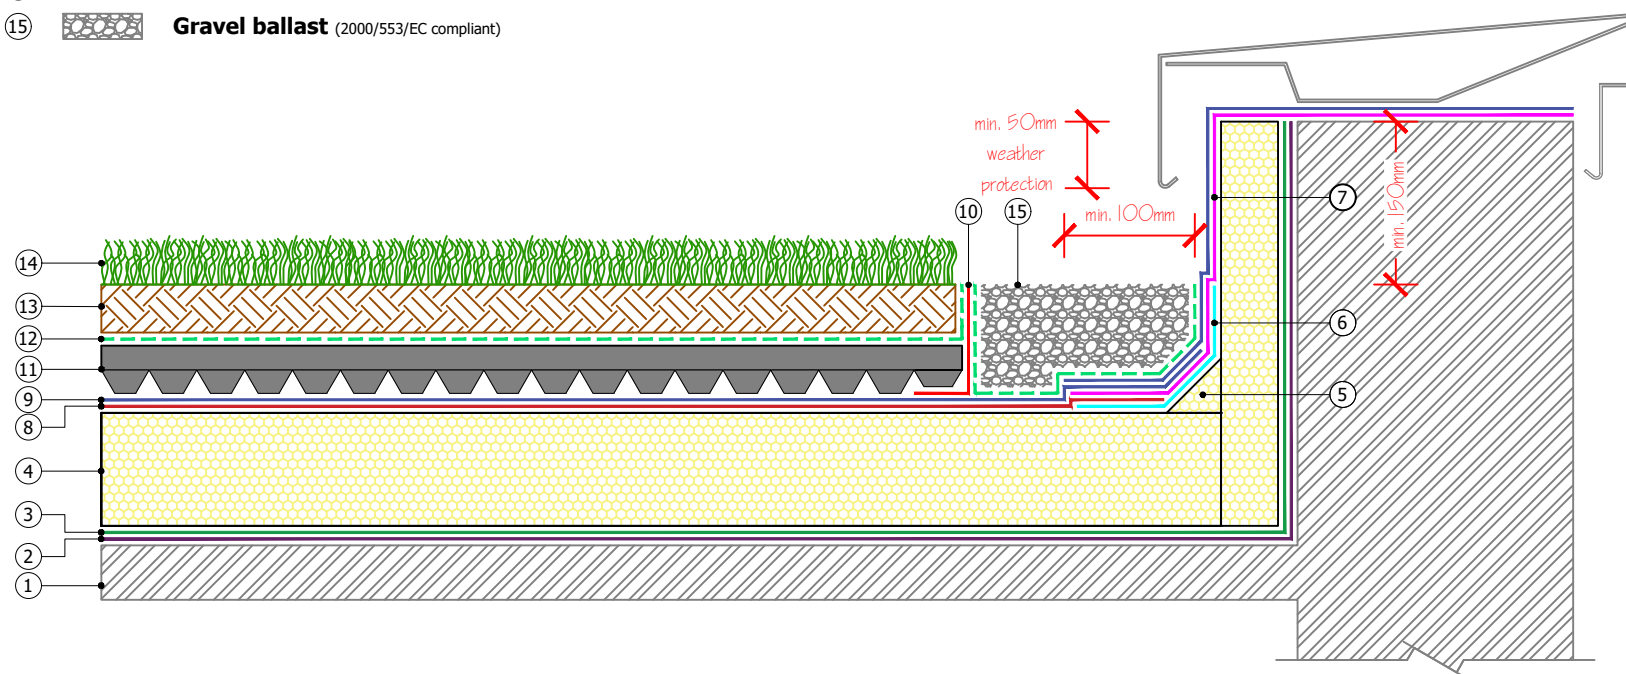 15 Gravel ballast (2000/553/EC compliant)
min. 50mm
weather
protection
10
15
min. 100mm
min. 150mm
7
6
5
14
13
12
11
9
8
4
3
2
1